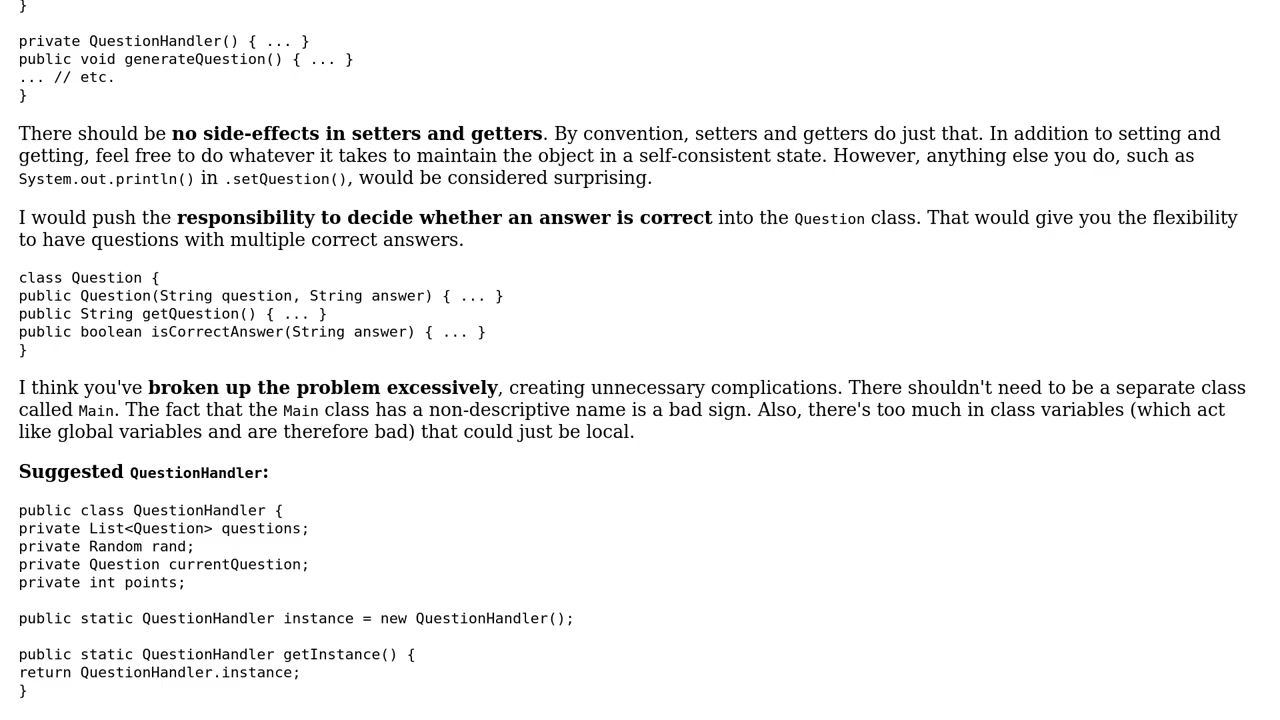 }
private QuestionHandler() { ... }
public void generateQuestion() { ... }
... // etc.
}
There should be no side-effects in setters and getters. By convention, setters and getters do just that. In addition to setting and
getting, feel free to do whatever it takes to maintain the object in a self-consistent state. However, anything else you do, such as
System.out.println() in .setQuestion(), would be considered surprising.
I would push the responsibility to decide whether an answer is correct into the Question class. That would give you the flexibility
to have questions with multiple correct answers.
class Question {
public Question(String question, String answer) { ... }
public String getQuestion() { ... }
public boolean isCorrectAnswer(String answer) { ... }
}
I think you've broken up the problem excessively, creating unnecessary complications. There shouldn't need to be a separate class
called Main. The fact that the Main class has a non-descriptive name is a bad sign. Also, there's too much in class variables (which act
like global variables and are therefore bad) that could just be local.
Suggested QuestionHandler:
public class QuestionHandler {
private List<Question> questions;
private Random rand;
private Question currentQuestion;
private int points;
public static QuestionHandler instance = new QuestionHandler();
public static QuestionHandler getInstance() {
return QuestionHandler.instance;
}